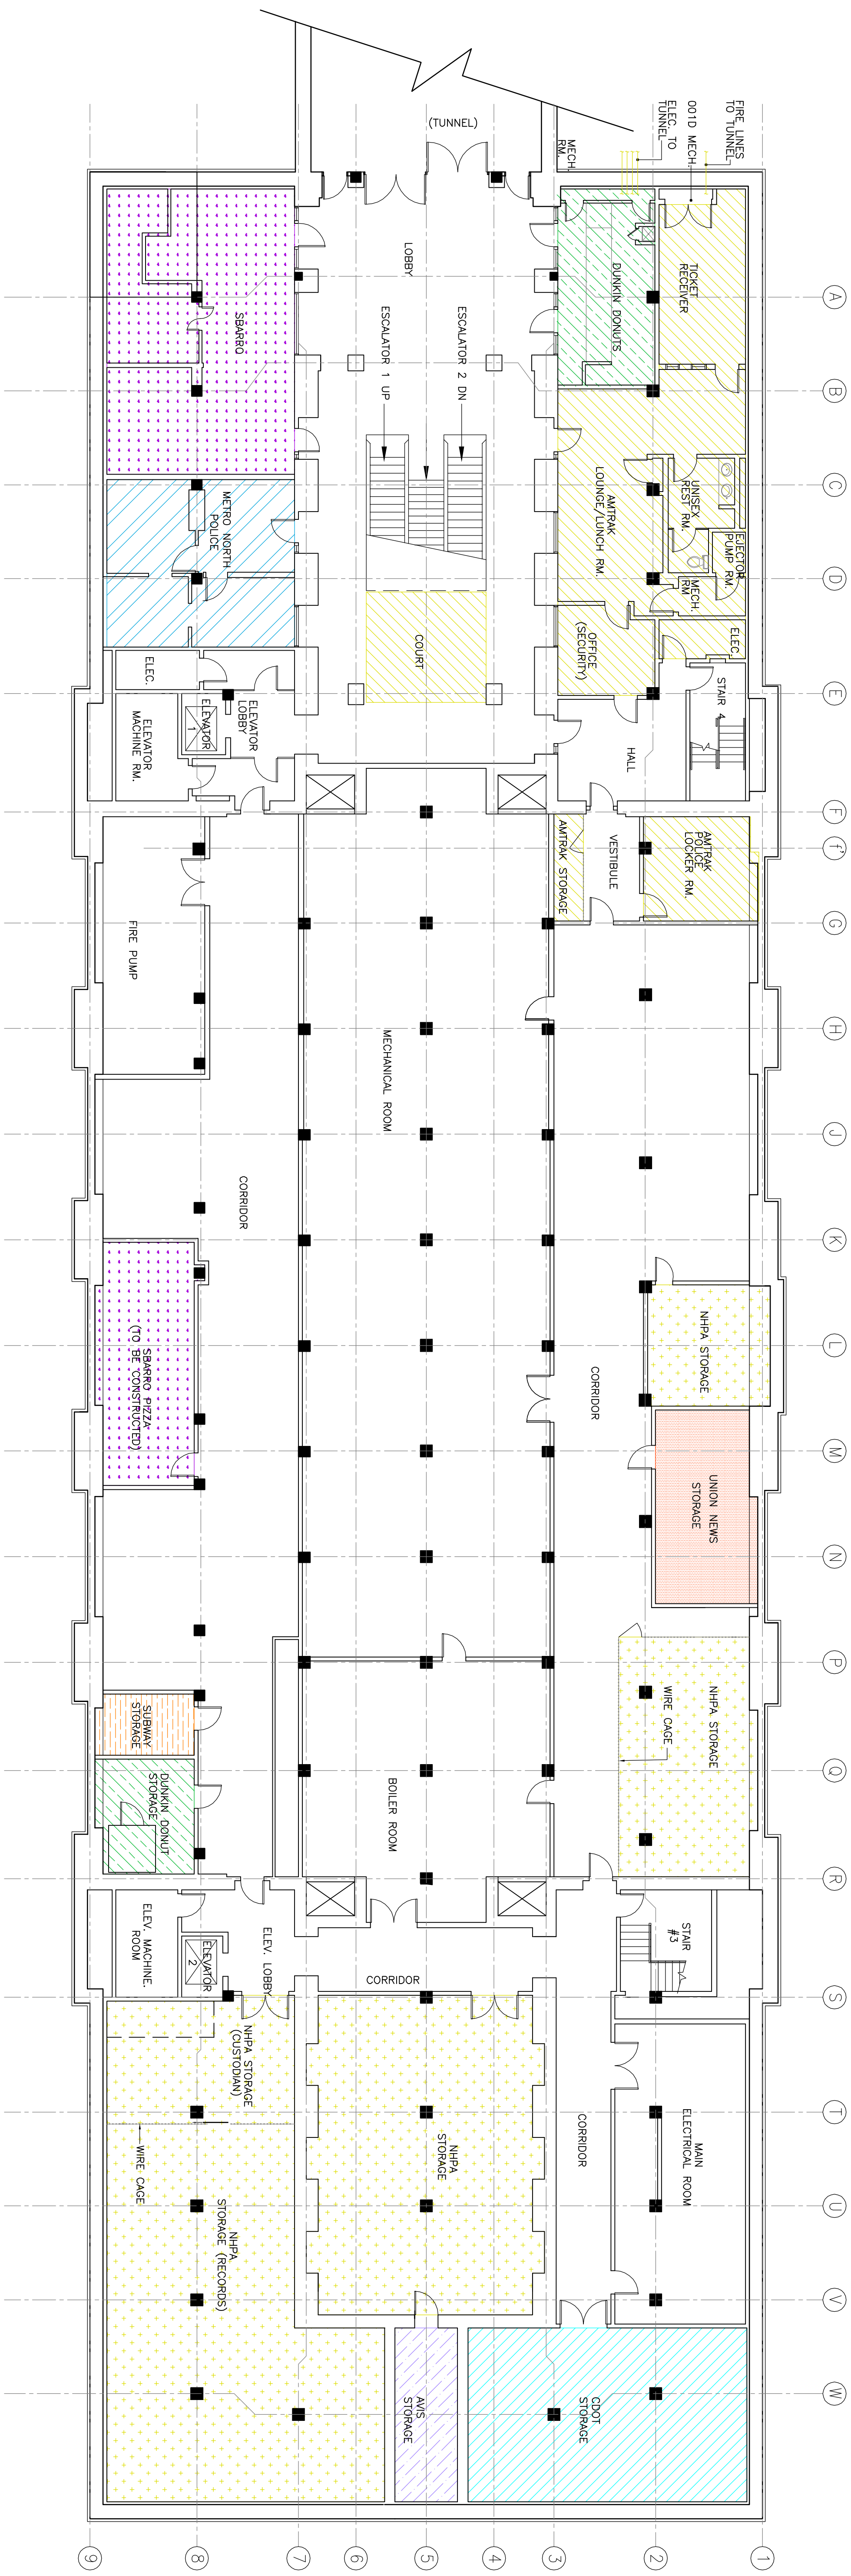 FIRE LINES
TO TUNNEL
001D MECH.
ELEC. TO
TUNNEL
MECH.
RM.
(TUNNEL)
TICKET
RECEIVER
DUNKIN DONUTS
LOBBY
ESCALATOR 2 DN
ESCALATOR 1 UP
SBARRO
UNISEX
REST RM.
AMTRAK
LOUNGE/LUNCH RM.
EJECTOR
PUMP RM.
MECH.
RM
ELEC.
METRO NORTH
POLICE
COURT
OFFICE
(SECURITY)
STAIR 4
HALL
ELEC.
ELEVATOR
LOBBY
ELEVATOR
1
ELEVATOR
MACHINE RM.
AMTRAK
POLICE
LOCKER RM.
VESTIBULE
AMTRAK STORAGE
FIRE PUMP
MECHANICAL ROOM
CORRIDOR
NHPA STORAGE
CORRIDOR
SBARRO PIZZA
(TO BE CONSTRUCTED)
UNION NEWS
STORAGE
NHPA STORAGE
WIRE CAGE
SUBWAY
STORAGE
DUNKIN DONUT
STORAGE
BOILER ROOM
STAIR
#3
CORRIDOR
ELEV. LOBBY
ELEVATOR
2
ELEV. MACHINE.
ROOM
NHPA STORAGE
(CUSTODIAN)
WIRE CAGE
MAIN
ELECTRICAL ROOM
CORRIDOR
NHPA
STORAGE
NHPA
STORAGE (RECORDS)
CDOT
STORAGE
AVIS
STORAGE
A
B
C
D
E
F
f'
G
H
J
K
L
M
N
P
Q
R
S
T
U
V
W
1
2
3
4
5
6
7
8
9